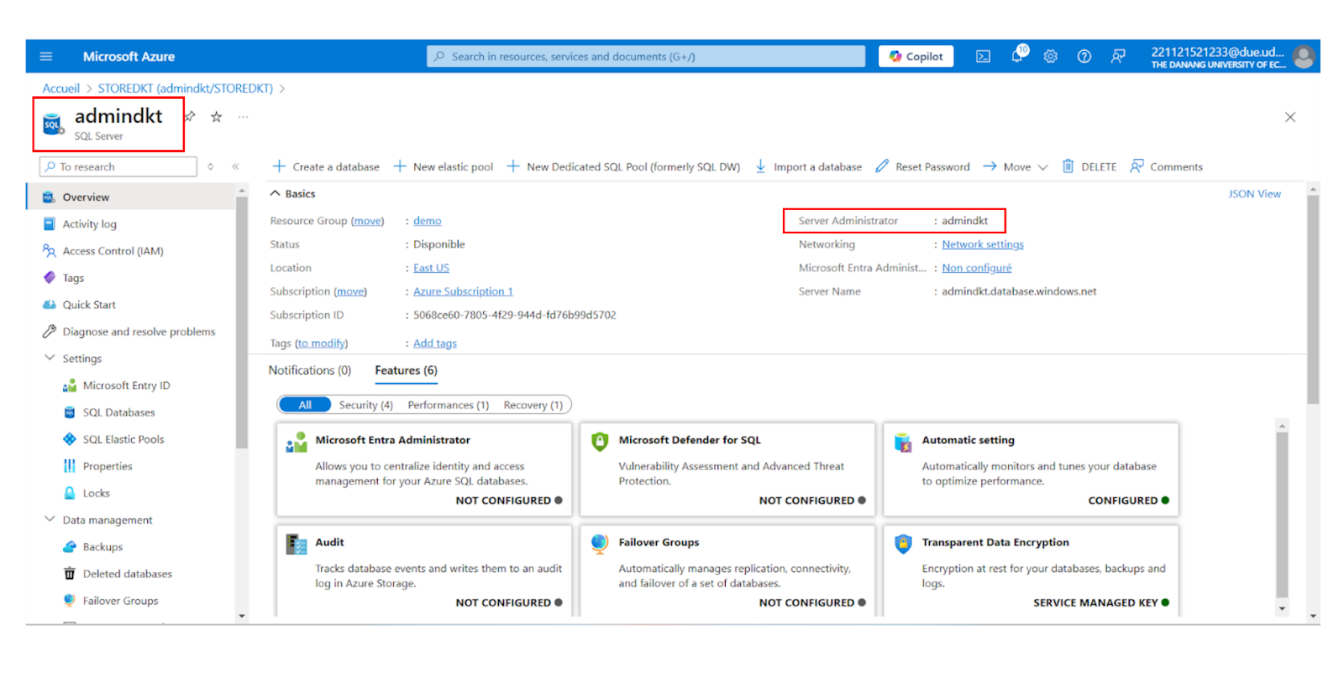 Microsoft Azure
Search in resources, services and documents (G+/)
Copilot
10
221121521233@due.ud...
THE DANANG UNIVERSITY OF EC...
Accueil > STOREDKT (admindkt/STOREDKT) >
SQL
admindkt
SQL Server
To research
Create a database
New elastic pool
New Dedicated SQL Pool (formerly SQL DW)
Import a database
Reset Password
Move
DELETE
Comments
Overview
Activity log
Access Control (IAM)
Tags
Quick Start
Diagnose and resolve problems
Settings
Microsoft Entry ID
SQL Databases
SQL Elastic Pools
Properties
Locks
Data management
Backups
Deleted databases
Failover Groups
Basics
JSON View
Resource Group (move) : demo
Status : Disponible
Location : East US
Subscription (move) : Azure Subscription 1
Subscription ID : 5068ce60-7805-4f29-944d-fd76b99d5702
Tags (to modify) : Add tags
Server Administrator : admindkt
Networking : Network settings
Microsoft Entra Administ... : Non configuré
Server Name : admindkt.database.windows.net
Notifications (0)
Features (6)
All
Security (4)
Performances (1)
Recovery (1)
Microsoft Entra Administrator
Allows you to centralize identity and access
management for your Azure SQL databases.
NOT CONFIGURED
Microsoft Defender for SQL
Vulnerability Assessment and Advanced Threat
Protection.
NOT CONFIGURED
Automatic setting
Automatically monitors and tunes your database
to optimize performance.
CONFIGURED
Audit
Tracks database events and writes them to an audit
log in Azure Storage.
NOT CONFIGURED
Failover Groups
Automatically manages replication, connectivity,
and failover of a set of databases.
NOT CONFIGURED
Transparent Data Encryption
Encryption at rest for your databases, backups and
logs.
SERVICE MANAGED KEY